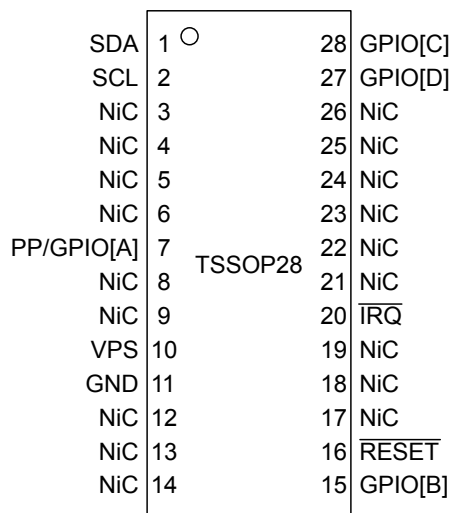 SDA 1 28 GPIO[C]
SCL 2 27 GPIO[D]
NiC 3 26 NiC
NiC 4 25 NiC
NiC 5 24 NiC
NiC 6 23 NiC
PP/GPIO[A] 7 22 NiC
TSSOP28
NiC 8 21 NiC
NiC 9 20 I̅R̅Q̅
VPS 10 19 NiC
GND 11 18 NiC
NiC 12 17 NiC
NiC 13 16 R̅E̅S̅E̅T̅
NiC 14 15 GPIO[B]